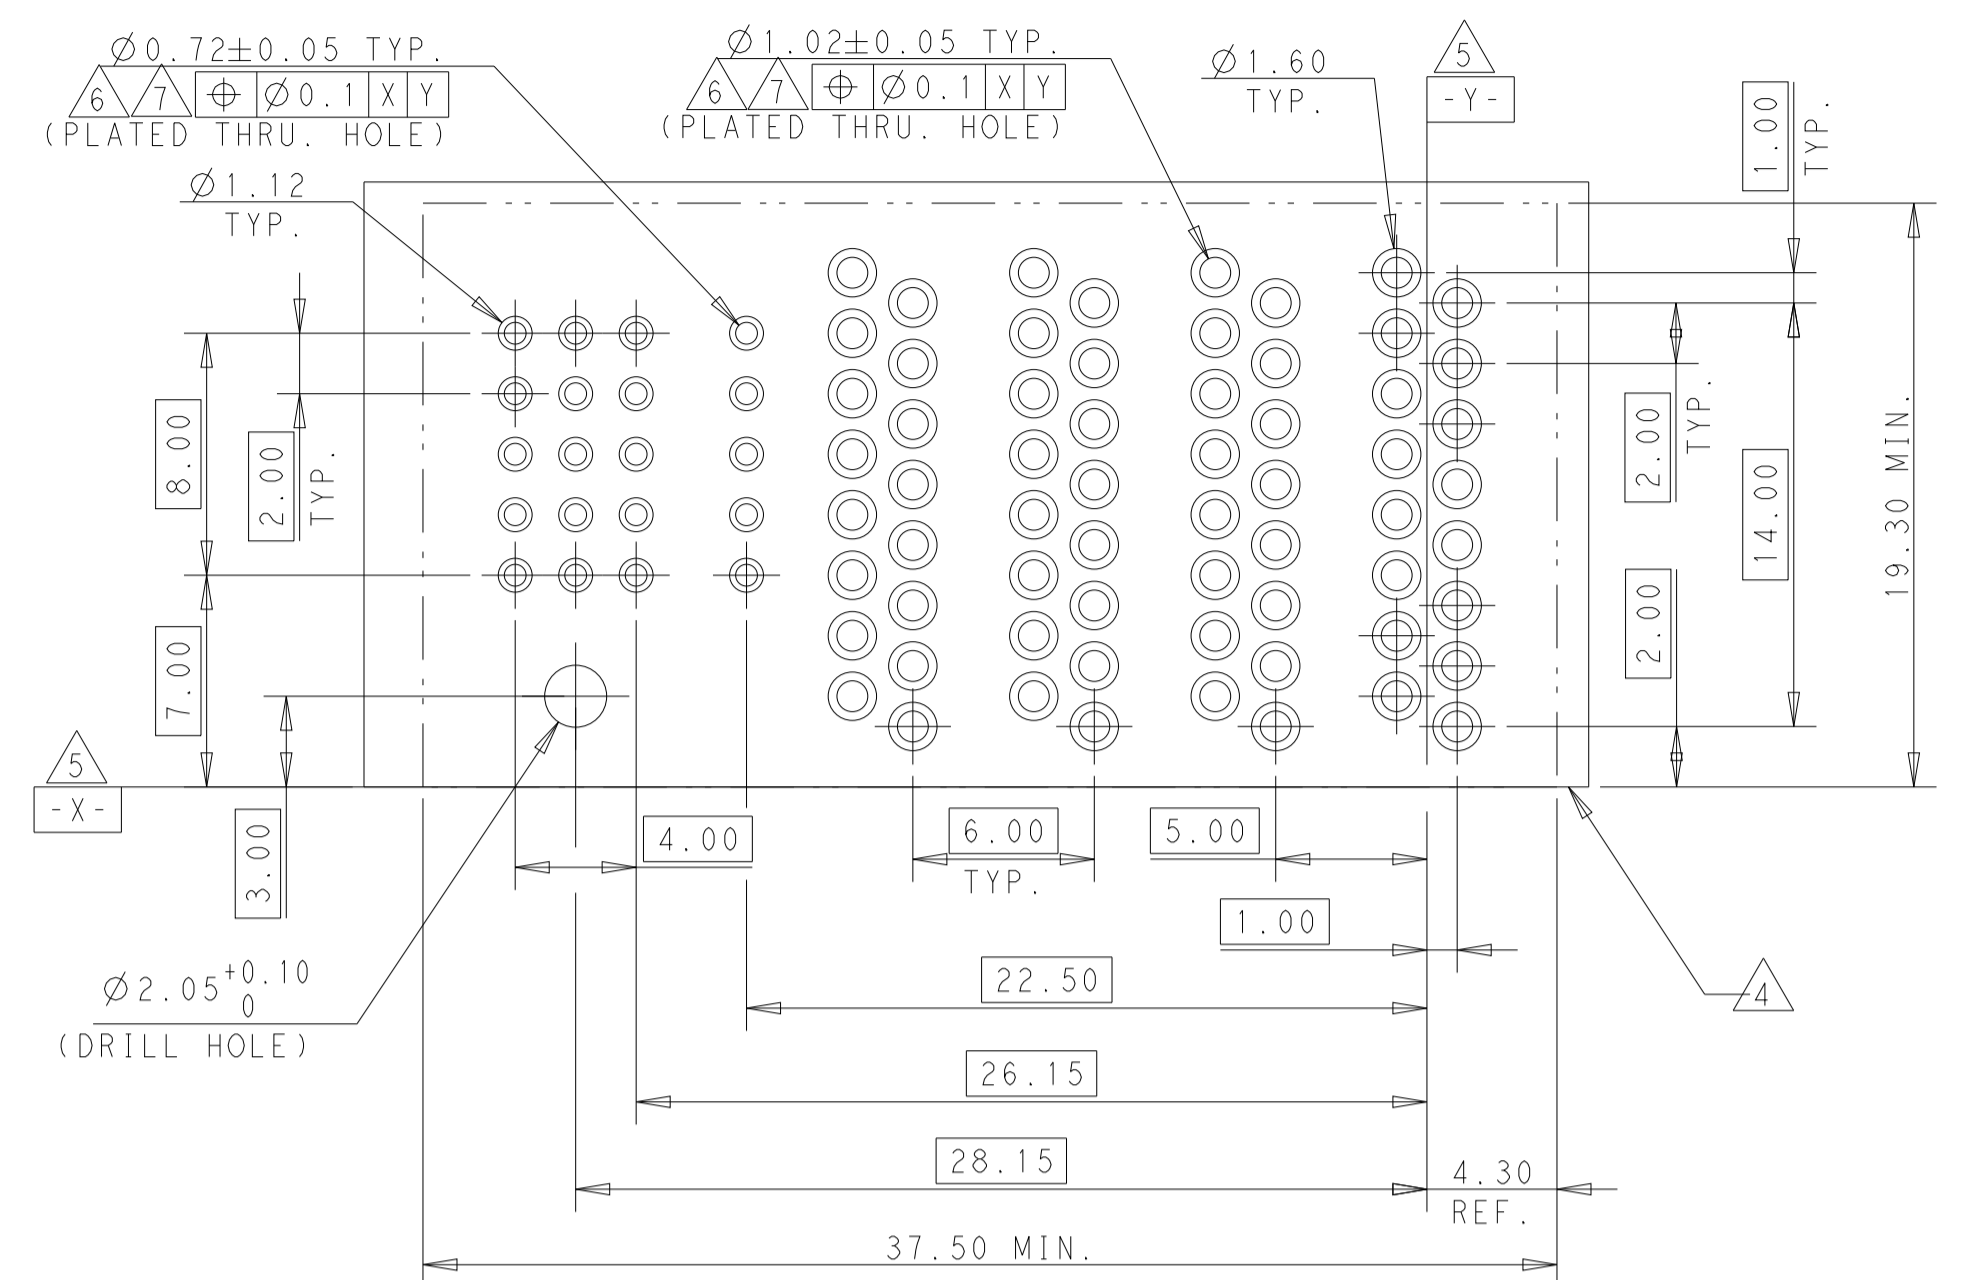 Ø0.72±0.05 TYP.
6 7 ⌖ Ø0.1 X Y
(PLATED THRU. HOLE)
Ø1.12
TYP.
Ø1.02±0.05 TYP.
6 7 ⌖ Ø0.1 X Y
(PLATED THRU. HOLE)
Ø1.60
TYP.
5
-Y-
1.00
TYP.
8.00
2.00
TYP.
7.00
3.00
5
-X-
2.00
TYP.
14.00
2.00
19.30 MIN.
4.00
6.00
TYP.
5.00
1.00
22.50
26.15
28.15
4.30
REF.
37.50 MIN.
Ø2.05 +0.10
0
(DRILL HOLE)
4